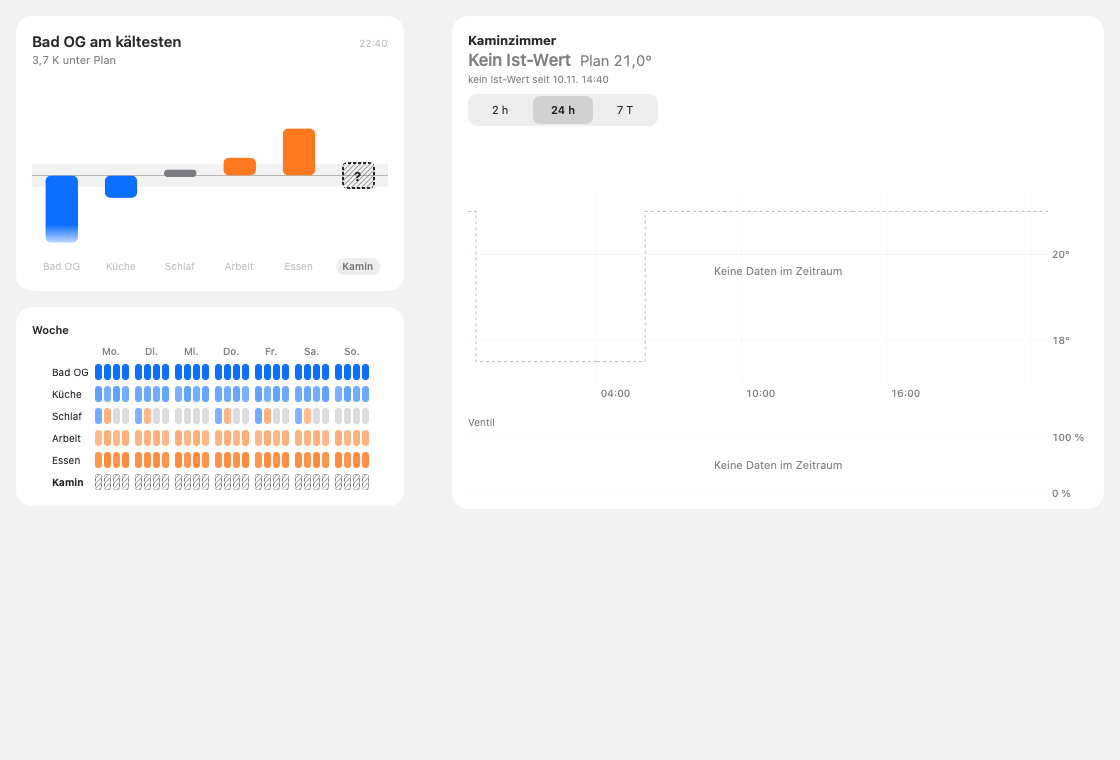 Bad OG am kältesten
22:40
3,7 K unter Plan
?
Bad OG Küche Schlaf Arbeit Essen Kamin
Woche
Mo. Di. Mi. Do. Fr. Sa. So.
Bad OG
Küche
Schlaf
Arbeit
Essen
Kamin
Kaminzimmer
Kein Ist-Wert Plan 21,0°
kein Ist-Wert seit 10.11. 14:40
2 h 24 h 7 T
20°
Keine Daten im Zeitraum
18°
04:00 10:00 16:00
Ventil
100 %
Keine Daten im Zeitraum
0 %